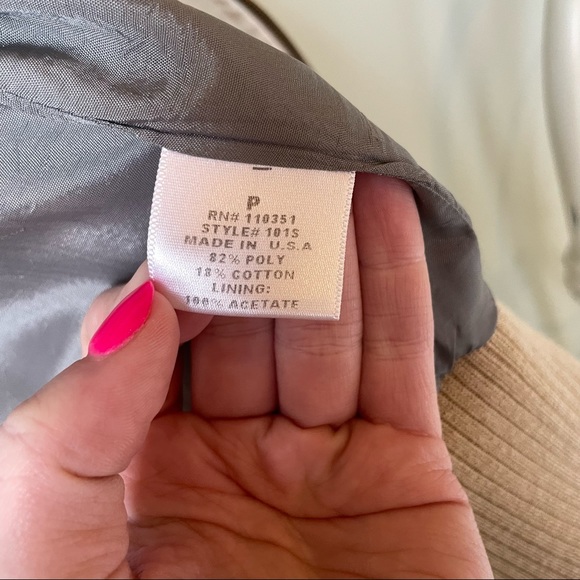 P
RN# 110351
STYLE# 101S
MADE IN U.S.A
82% POLY
18% COTTON
LINING:
100% ACETATE